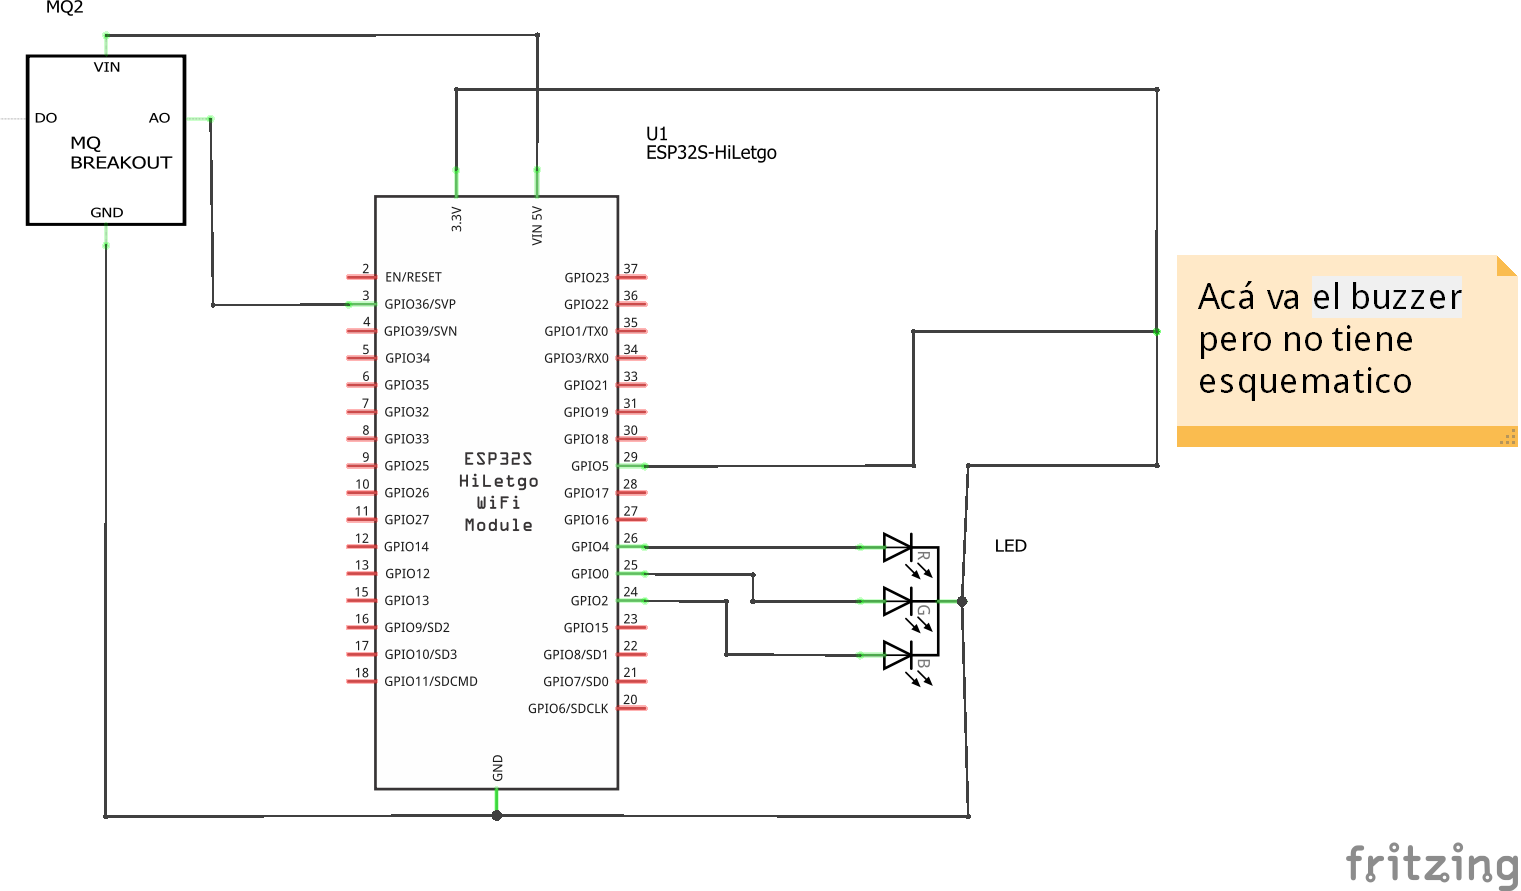 MQ2
VIN
DO
AO
MQ
BREAKOUT
GND
U1
ESP32S-HiLetgo
3.3V
VIN 5V
2 EN/RESET
3 GPIO36/SVP
4 GPIO39/SVN
5 GPIO34
6 GPIO35
7 GPIO32
8 GPIO33
9 GPIO25
10 GPIO26
11 GPIO27
12 GPIO14
13 GPIO12
15 GPIO13
16 GPIO9/SD2
17 GPIO10/SD3
18 GPIO11/SDCMD
ESP32S
HiLetgo
WiFi
Module
GPIO23 37
GPIO22 36
GPIO1/TX0 35
GPIO3/RX0 34
GPIO21 33
GPIO19 31
GPIO18 30
GPIO5 29
GPIO17 28
GPIO16 27
GPIO4 26
GPIO0 25
GPIO2 24
GPIO15 23
GPIO8/SD1 22
GPIO7/SD0 21
GPIO6/SDCLK 20
GND
LED
R
G
B
Acá va el buzzer
pero no tiene
esquematico
fritzing